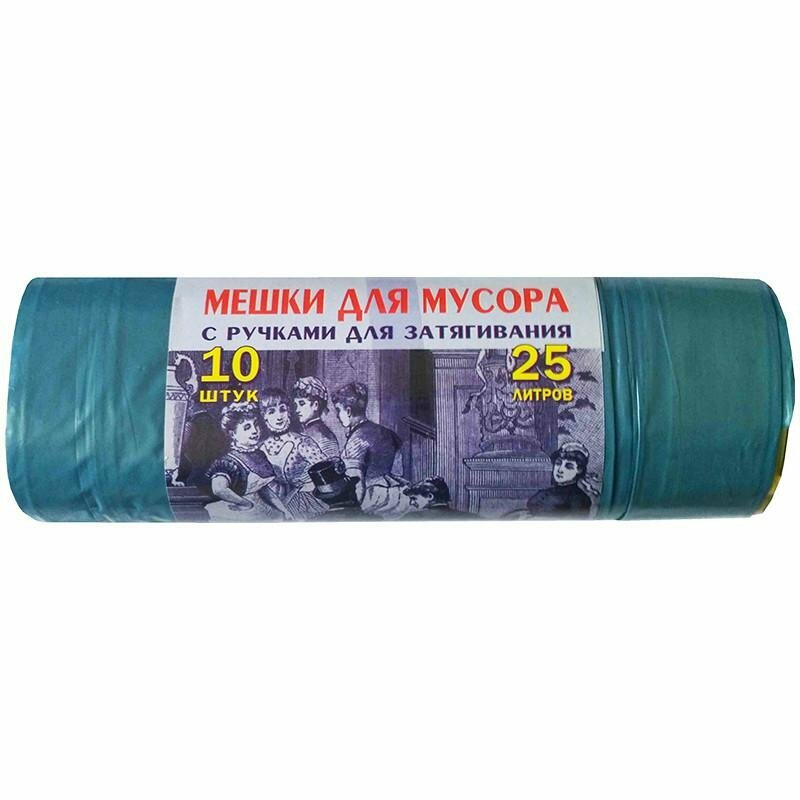 МЕШКИ ДЛЯ МУСОРА
С РУЧКАМИ ДЛЯ ЗАТЯГИВАНИЯ
10 25
ШТУК ЛИТРОВ